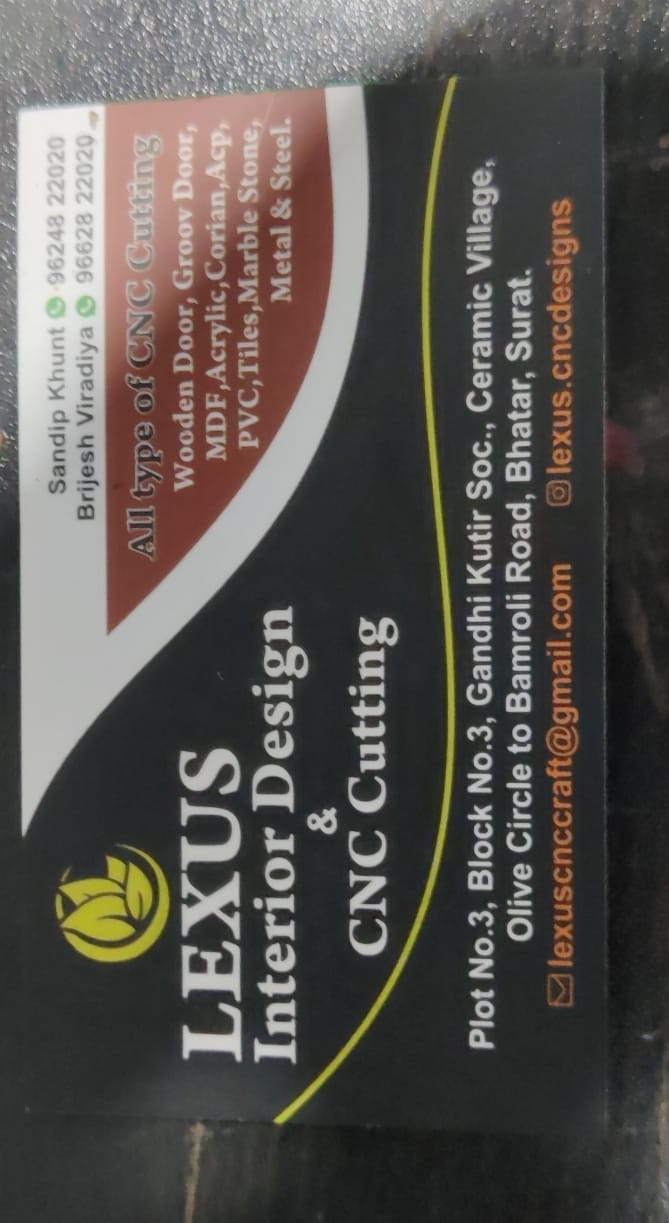 Sandip Khunt 96248 22020
Brijesh Viradiya 96628 22020
All type of CNC Cutting
Wooden Door, Groov Door,
MDF,Acrylic,Corian,Acp,
PVC,Tiles,Marble Stone,
Metal & Steel.
LEXUS
Interior Design
&
CNC Cutting
Plot No.3, Block No.3, Gandhi Kutir Soc., Ceramic Village,
Olive Circle to Bamroli Road, Bhatar, Surat.
lexuscnccraft@gmail.com lexus.cncdesigns